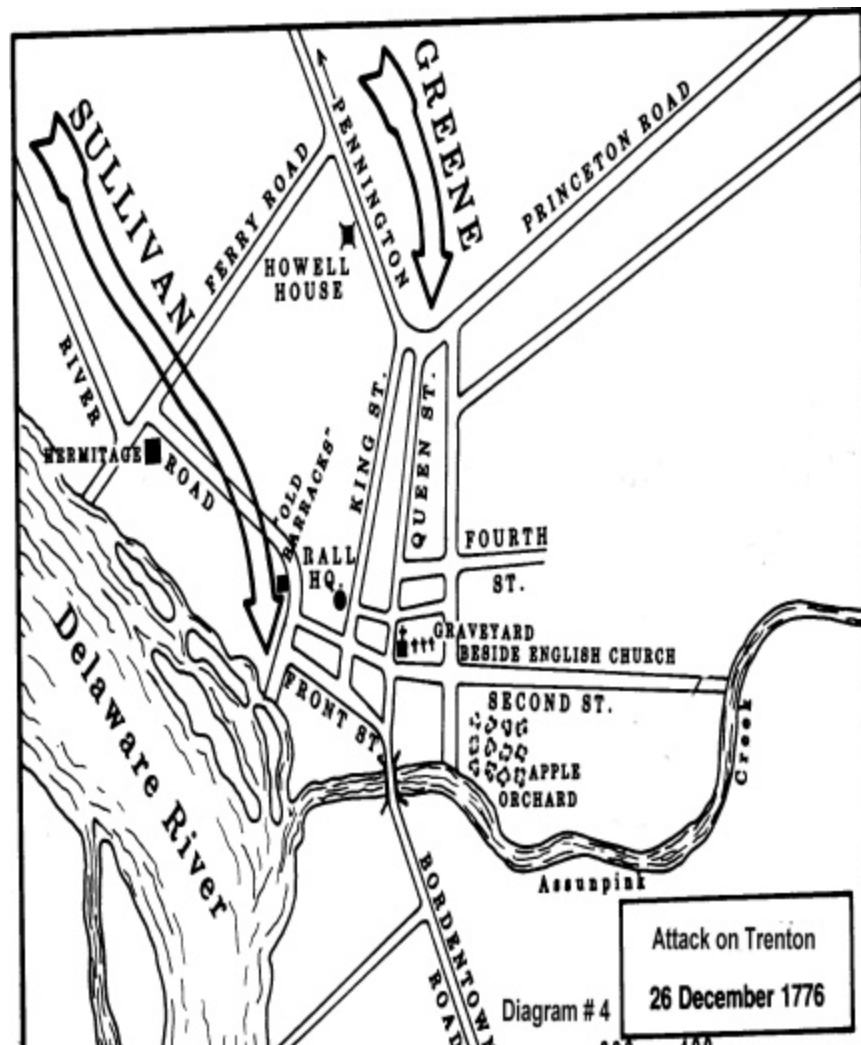 GREENE
SULLIVAN
PENNINGTON
PRINCETON ROAD
FERRY ROAD
HOWELL
HOUSE
RIVER
ROAD
HERMITAGE
"OLD
BARRACKS"
KING ST.
QUEEN ST.
RALL
HQ.
FOURTH
ST.
GRAVEYARD
BESIDE ENGLISH CHURCH
FRONT ST.
SECOND ST.
APPLE
ORCHARD
Delaware River
Creek
Assunpink
BORDENTOWN
ROAD
Attack on Trenton
26 December 1776
Diagram # 4